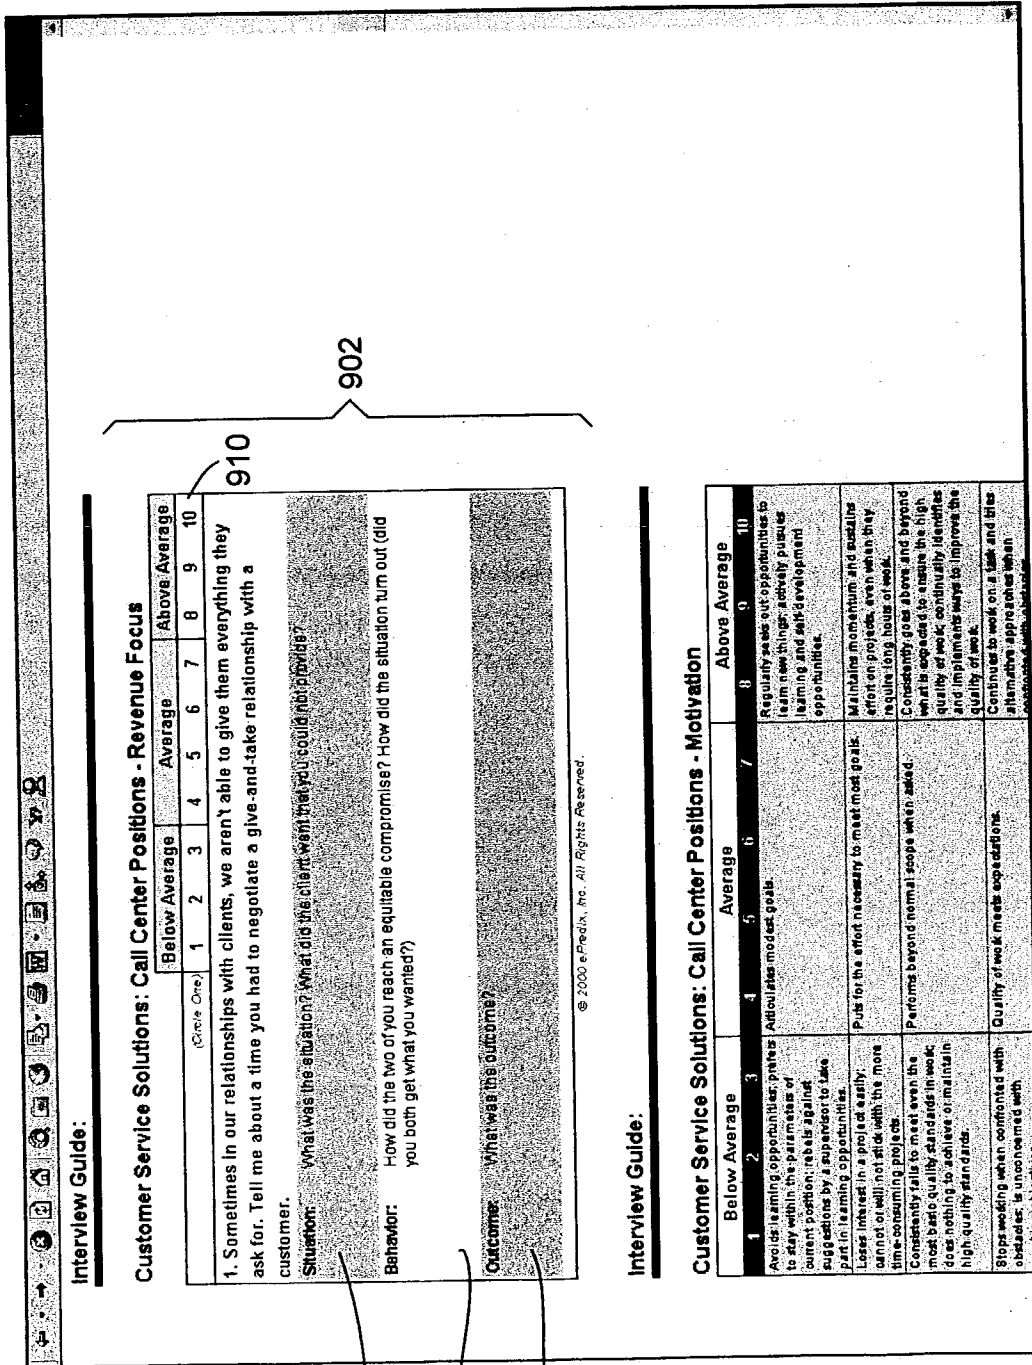 Interview Guide:
Customer Service Solutions: Call Center Positions - Revenue Focus
Below Average Average Above Average
(Circle One) 1 2 3 4 5 6 7 8 9 10
910
902
1. Sometimes in our relationships with clients, we aren't able to give them everything they
ask for. Tell me about a time you had to negotiate a give-and-take relationship with a
customer.
Situation: What was the situation? What did the client want that you could not provide?
Behavior: How did the two of you reach an equitable compromise? How did the situation turn out (did
you both get what you wanted?)
Outcome: What was the outcome?
© 2000 ePredix, Inc. All Rights Reserved.
Interview Guide:
Customer Service Solutions: Call Center Positions - Motivation
Below Average Average Above Average
1 2 3 4 5 6 7 8 9 10
Avoids learning opportunities; prefers
to stay within the parameters of
current position; rebels against
suggestions by a supervisor to take
part in learning opportunities.
Articulates modest goals.
Regularly seeks out opportunities to
learn new things; actively pursues
learning and self-development
opportunities.
Loses interest in a project easily;
cannot or will not stick with the more
time-consuming projects
Puts for the effort necessary to meet most goals.
Maintains momentum and sustains
effort on projects, even when they
require long hours of work.
Consistently fails to meet even the
most basic quality standards in work;
does nothing to achieve or maintain
high quality standards
Performs beyond normal scope when asked.
Consistently goes above and beyond
what is expected to ensure the high
quality of work; continually identifies
and implements ways to improve the
quality of work.
Stops working when confronted with
obstacles; is unconcerned with
Quality of work meets expectations.
Continues to work on a task and tries
alternative approaches when